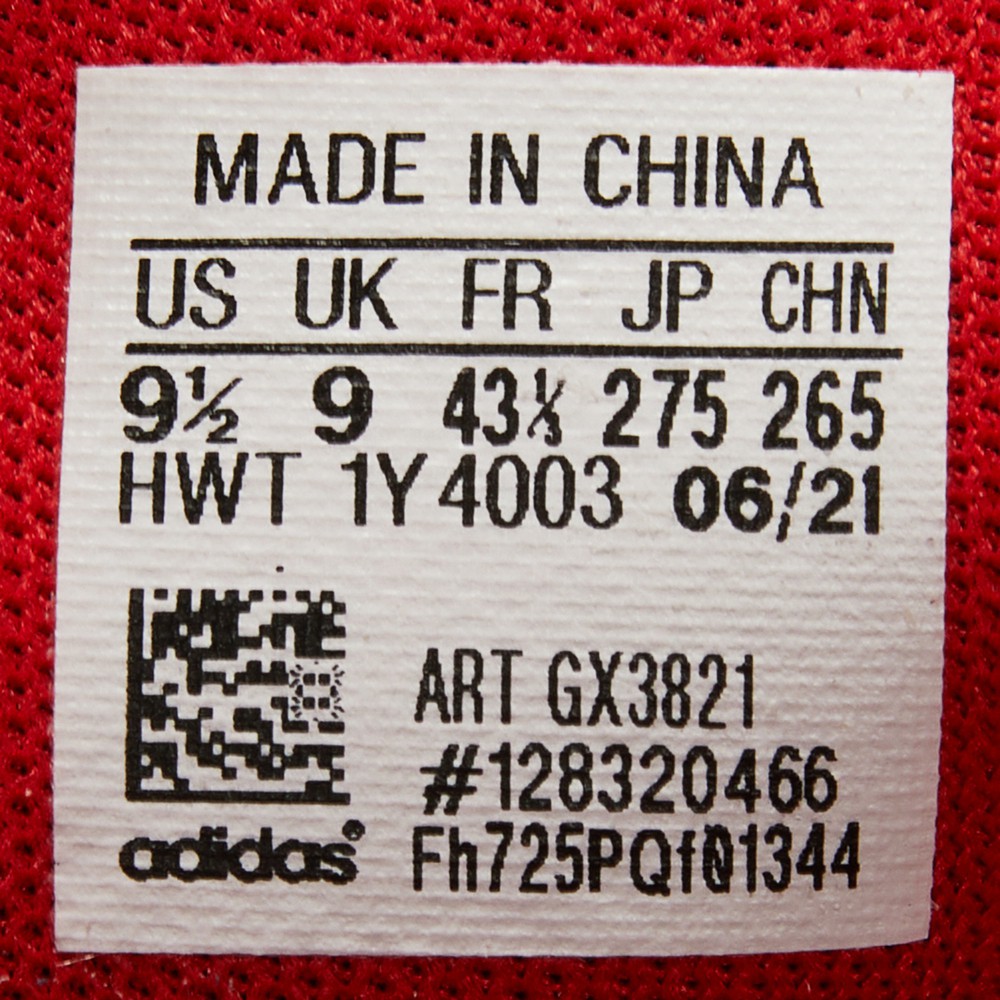 MADE IN CHINA
US UK FR JP CHN
9½ 9 43⅓ 275 265
HWT 1Y4003 06/21
ART GX3821
#128320466
Fh725PQf01344
adidas®